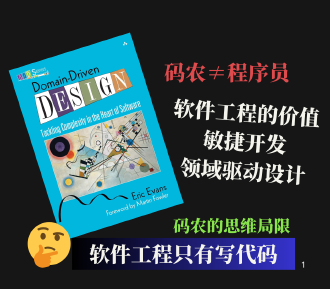 Domain-Driven
DESIGN
Tackling Complexity in the Heart of Software
Eric Evans
Foreword by Martin Fowler
码农≠程序员
软件工程的价值
敏捷开发
领域驱动设计
码农的思维局限
软件工程只有写代码
1